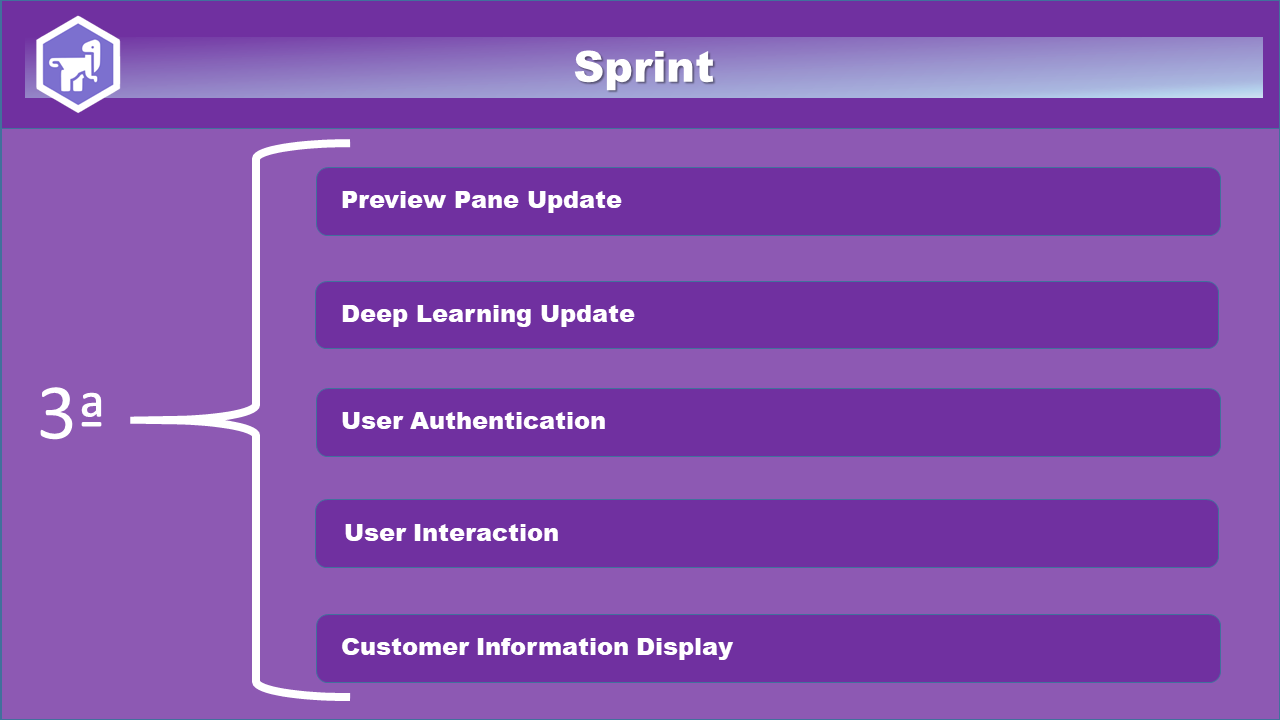 Sprint
Preview Pane Update
Deep Learning Update
3ª
User Authentication
User Interaction
Customer Information Display